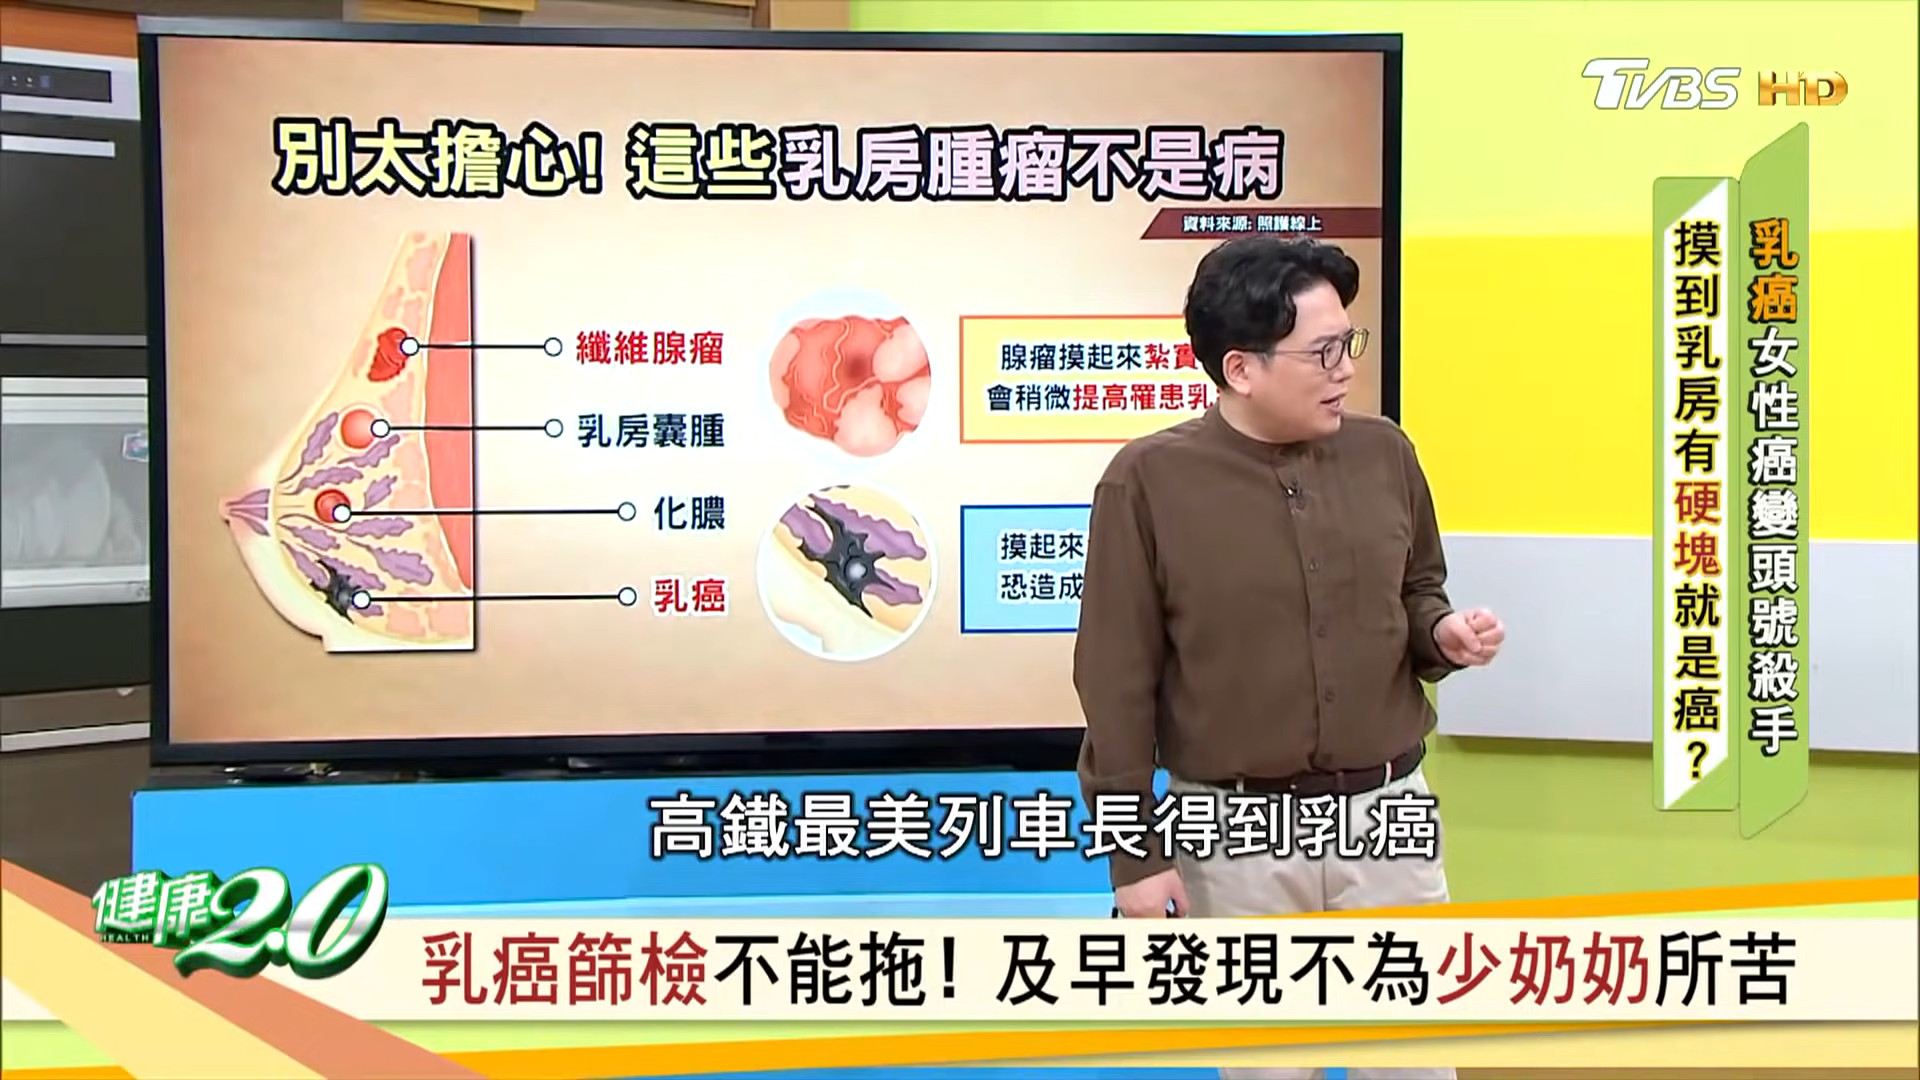 TVBS HD
別太擔心! 這些乳房腫瘤不是病
資料來源: 照護線上
纖維腺瘤
乳房囊腫
化膿
乳癌
腺瘤摸起來紮實
會稍微提高罹患乳
摸起來
恐造成
乳癌女性癌變頭號殺手
摸到乳房有硬塊就是癌?
高鐵最美列車長得到乳癌
健康2.0
HEALTH
乳癌篩檢不能拖! 及早發現不為少奶奶所苦